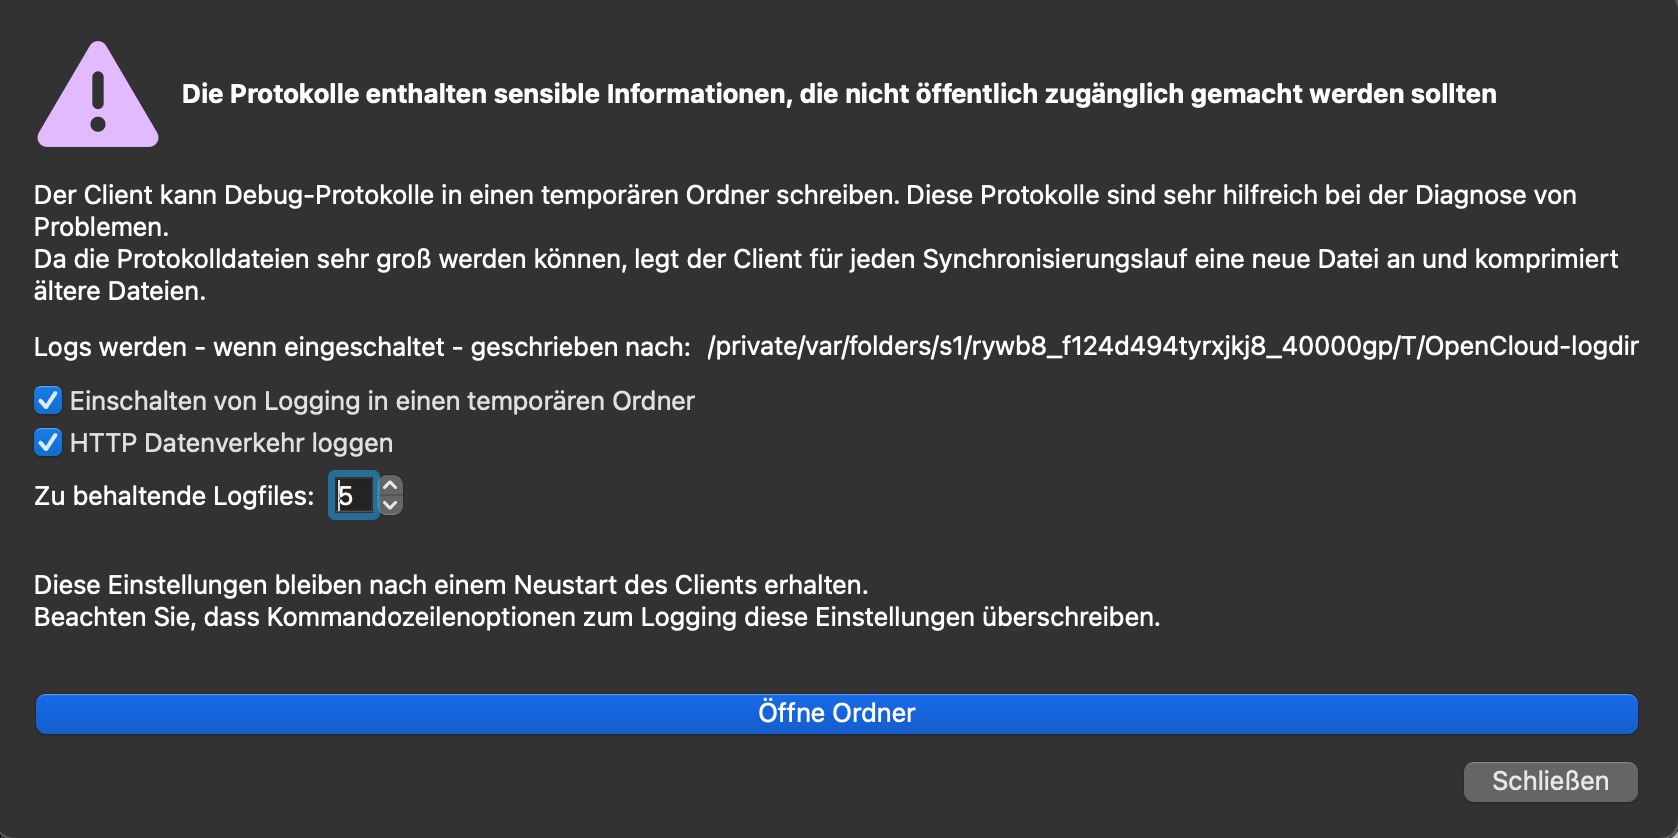 Die Protokolle enthalten sensible Informationen, die nicht öffentlich zugänglich gemacht werden sollten
Der Client kann Debug-Protokolle in einen temporären Ordner schreiben. Diese Protokolle sind sehr hilfreich bei der Diagnose von
Problemen.
Da die Protokolldateien sehr groß werden können, legt der Client für jeden Synchronisierungslauf eine neue Datei an und komprimiert
ältere Dateien.
Logs werden - wenn eingeschaltet - geschrieben nach: /private/var/folders/s1/rywb8_f124d494tyrxjkj8_40000gp/T/OpenCloud-logdir
Einschalten von Logging in einen temporären Ordner
HTTP Datenverkehr loggen
Zu behaltende Logfiles: 5
Diese Einstellungen bleiben nach einem Neustart des Clients erhalten.
Beachten Sie, dass Kommandozeilenoptionen zum Logging diese Einstellungen überschreiben.
Öffne Ordner
Schließen